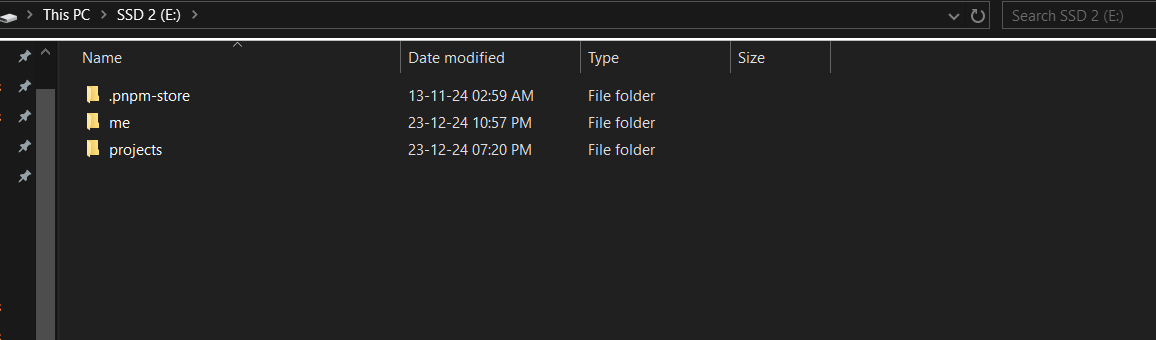 This PC > SSD 2 (E:) > Search SSD 2 (E:)
Name Date modified Type Size
.pnpm-store 13-11-24 02:59 AM File folder
me 23-12-24 10:57 PM File folder
projects 23-12-24 07:20 PM File folder